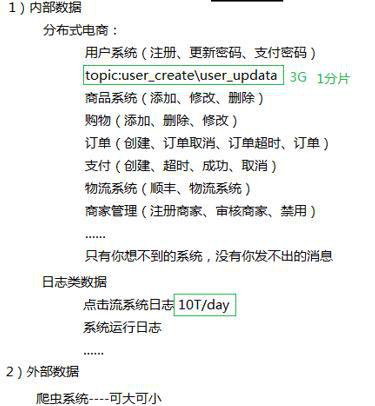 1）内部数据
分布式电商：
用户系统（注册、更新密码、支付密码）
topic:user_create\user_updata 3G 1分片
商品系统（添加、修改、删除）
购物（添加、删除、修改）
订单（创建、订单取消、订单超时、订单）
支付（创建、超时、成功、取消）
物流系统（顺丰、物流系统）
商家管理（注册商家、审核商家、禁用）
......
只有你想不到的系统，没有你发不出的消息
日志类数据
点击流系统日志 10T/day
系统运行日志
......
2）外部数据
爬虫系统----可大可小